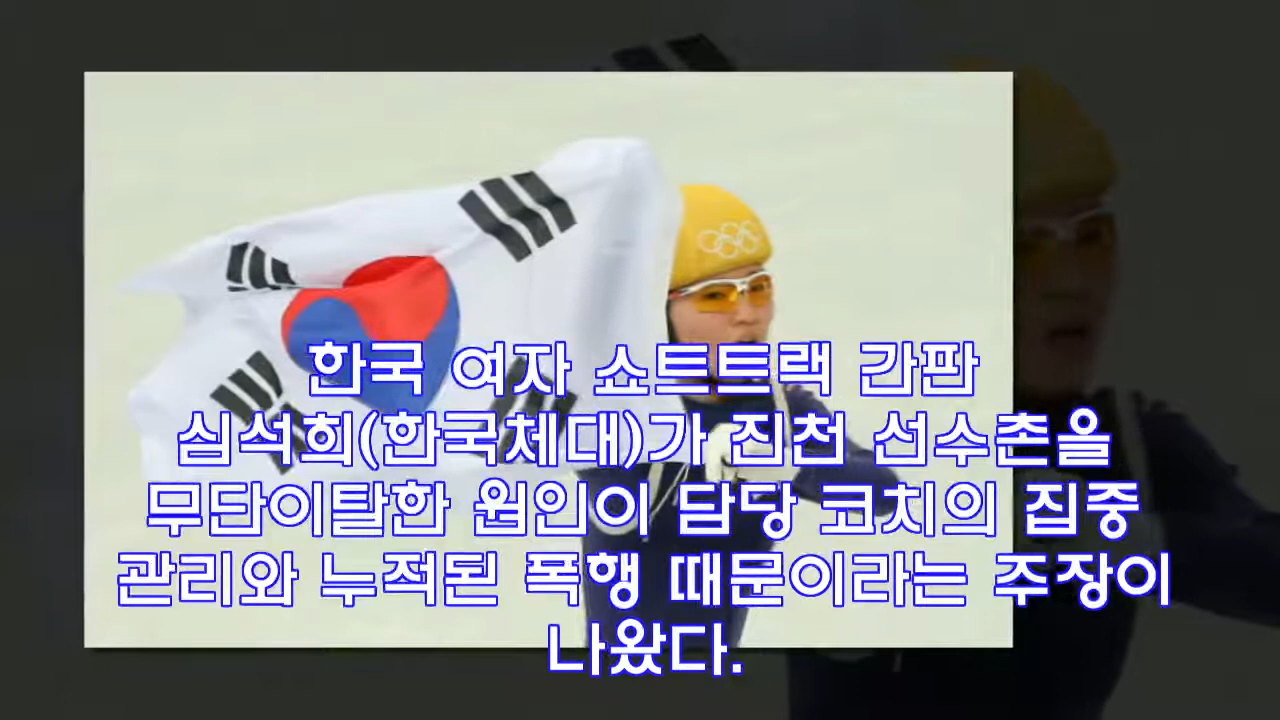 한국 여자 쇼트트랙 간판
심석희(한국체대)가 진천 선수촌을
무단이탈한 원인이 담당 코치의 집중
관리와 누적된 폭행 때문이라는 주장이
나왔다.